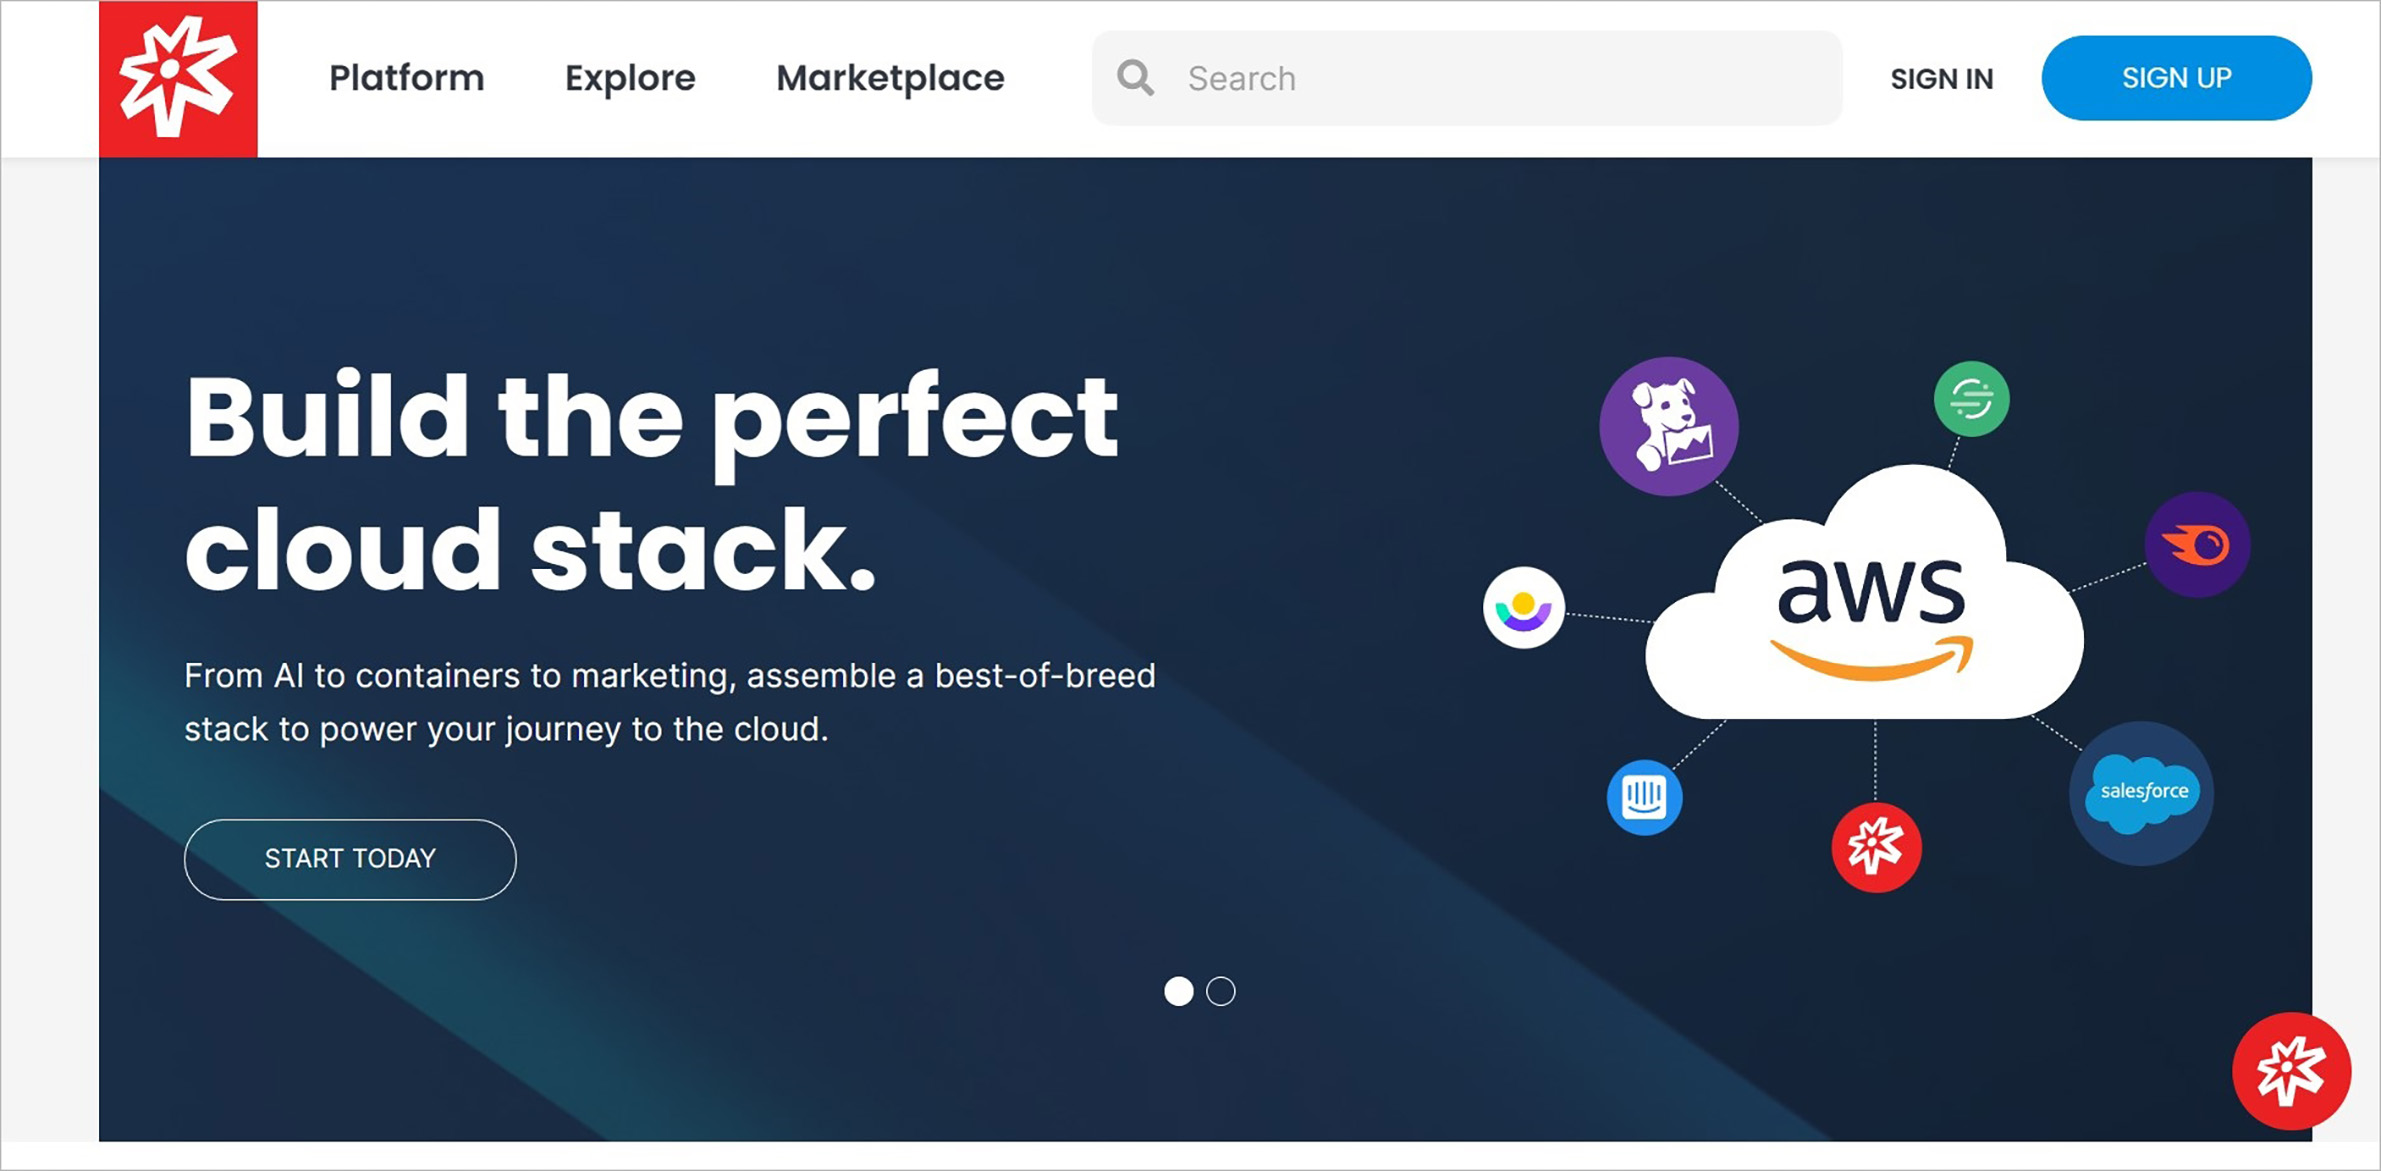 Platform
Explore
Marketplace
Search
SIGN IN
SIGN UP
Build the perfect
cloud stack.
From AI to containers to marketing, assemble a best-of-breed
stack to power your journey to the cloud.
START TODAY
aws
salesforce